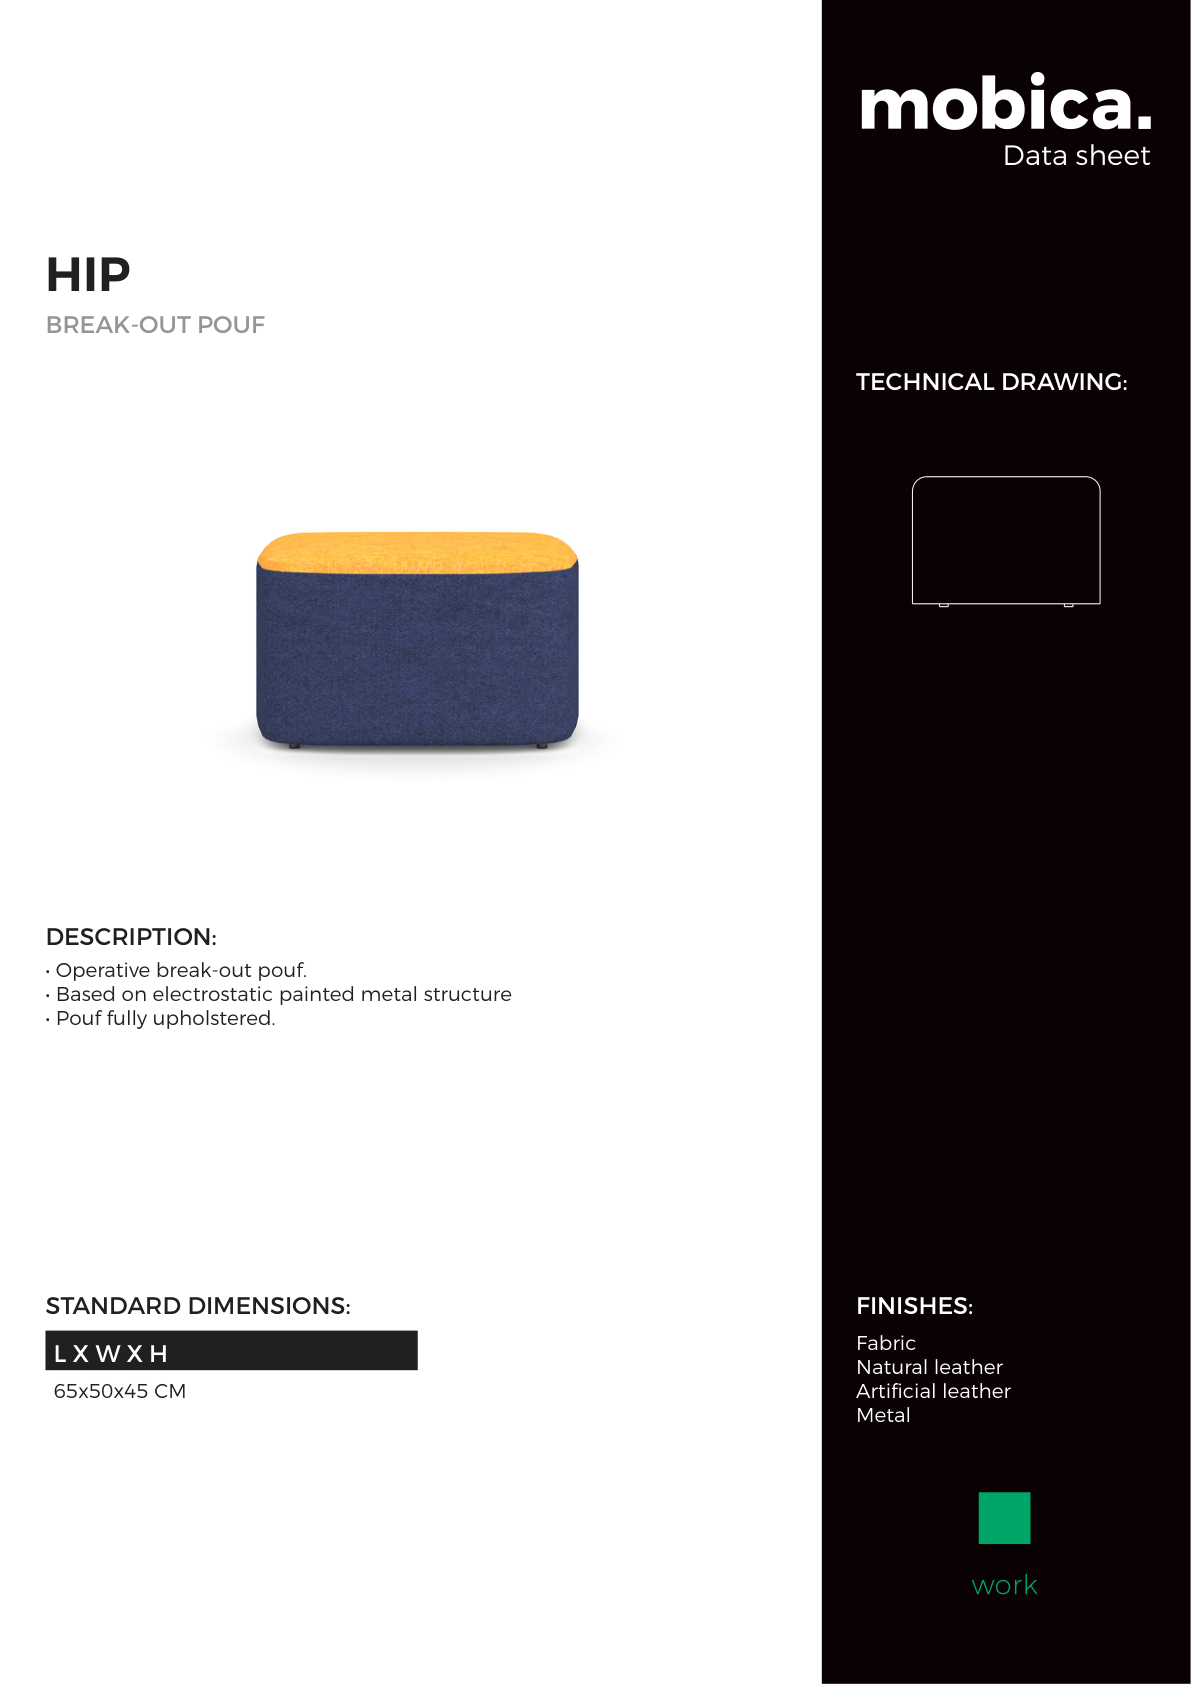 mobica.
Data sheet
HIP
BREAK-OUT POUF
TECHNICAL DRAWING:
DESCRIPTION:
• Operative break-out pouf.
• Based on electrostatic painted metal structure
• Pouf fully upholstered.
STANDARD DIMENSIONS:
L X W X H
65x50x45 CM
FINISHES:
Fabric
Natural leather
Artificial leather
Metal
work